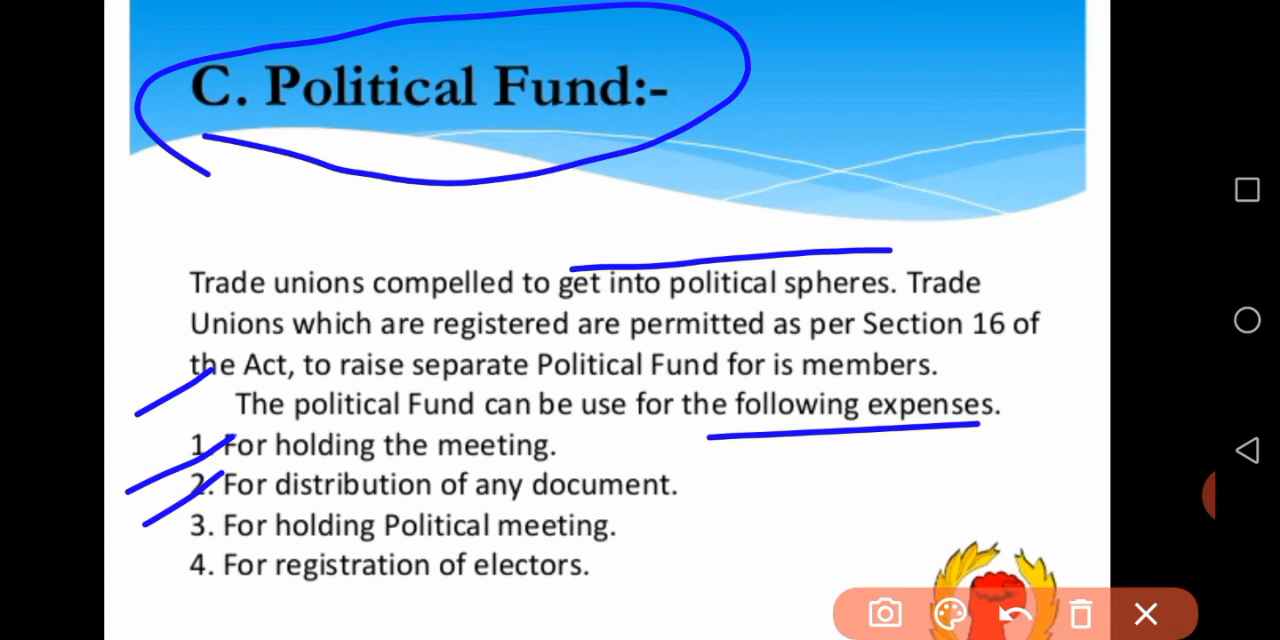 C. Political Fund:-
Trade unions compelled to get into political spheres. Trade
Unions which are registered are permitted as per Section 16 of
the Act, to raise separate Political Fund for is members.
The political Fund can be use for the following expenses.
1. For holding the meeting.
2. For distribution of any document.
3. For holding Political meeting.
4. For registration of electors.